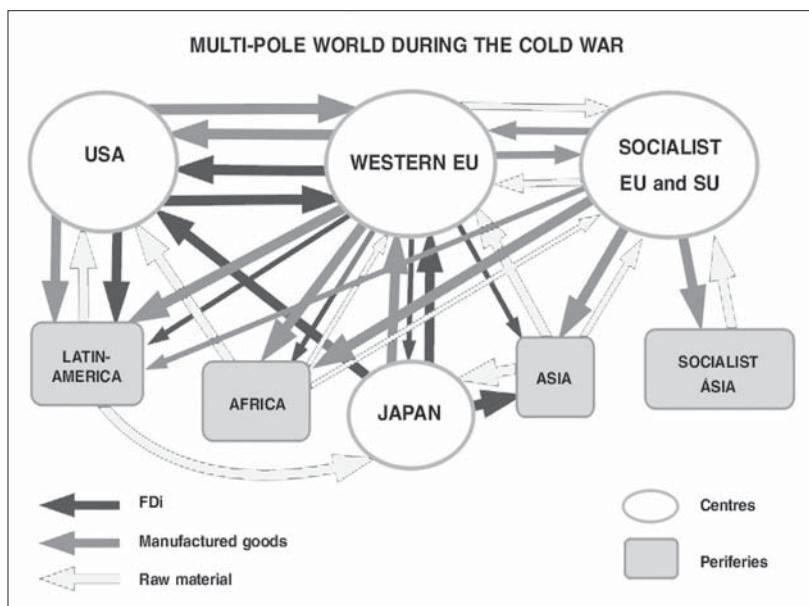 MULTI-POLE WORLD DURING THE COLD WAR
USA
WESTERN EU
SOCIALIST
EU and SU
LATIN-
AMERICA
AFRICA
JAPAN
ASIA
SOCIALIST
ÁSIA
FDi
Manufactured goods
Raw material
Centres
Periferies